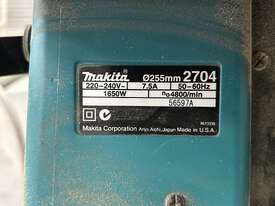 makita Ø255mm 2704
220-240V~ 7.5A 50-60Hz
1650W n₀4800/min
56597A
Makita Corporation Anjo, Aichi, Japan Made in U.S.A.